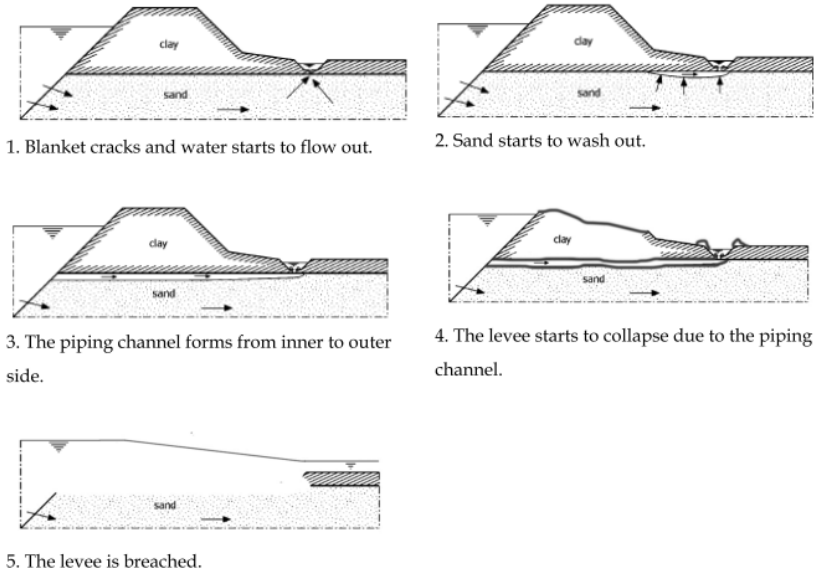 clay
sand
1. Blanket cracks and water starts to flow out.
clay
sand
2. Sand starts to wash out.
clay
sand
3. The piping channel forms from inner to outer
side.
clay
sand
4. The levee starts to collapse due to the piping
channel.
sand
5. The levee is breached.